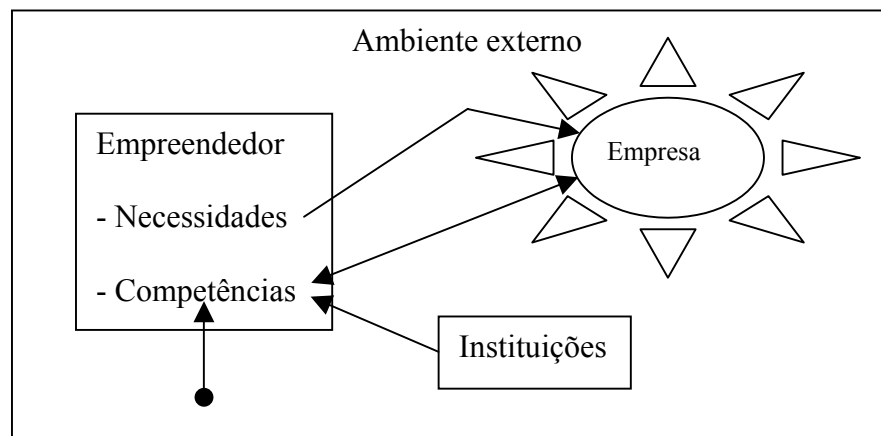 Ambiente externo
Empreendedor
- Necessidades
- Competências
Empresa
Instituições